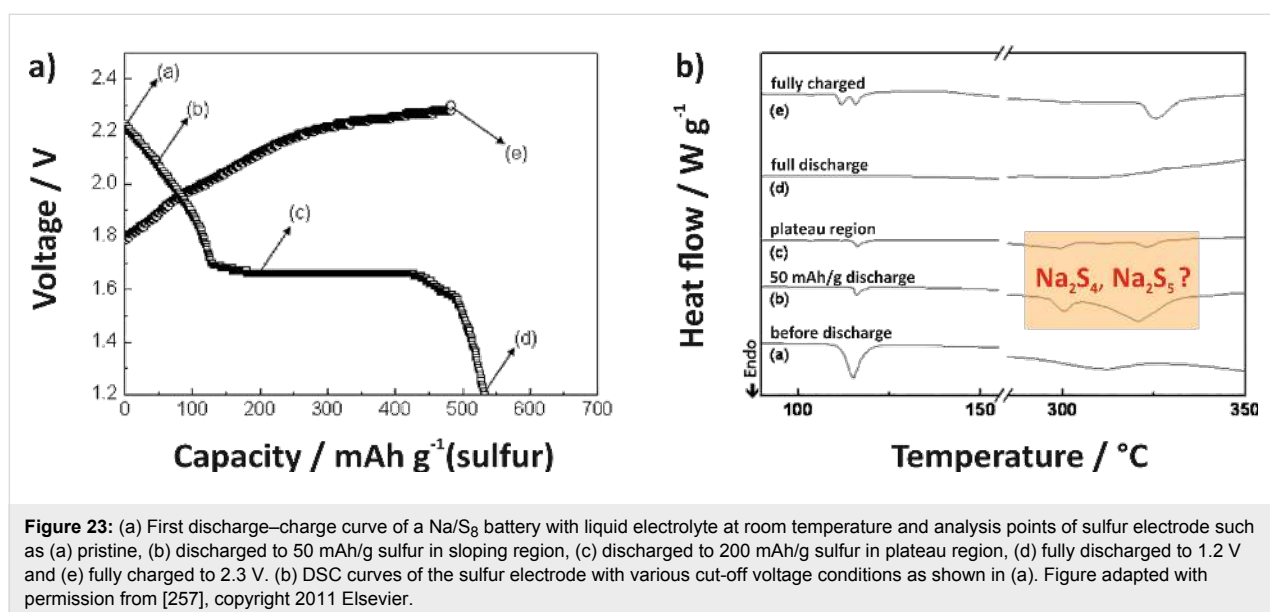 a)
2.4
2.2
2.0
1.8
1.6
1.4
1.2
Voltage / V
(a)
(b)
(c)
(d)
(e)
0 100 200 300 400 500 600 700
Capacity / mAh g⁻¹(sulfur)
b)
Heat flow / W g⁻¹
fully charged
(e)
full discharge
(d)
plateau region
(c)
50 mAh/g discharge
(b)
before discharge
(a)
Na₂S₄, Na₂S₅ ?
Endo
100 150 300 350
Temperature / °C
Figure 23: (a) First discharge–charge curve of a Na/S₈ battery with liquid electrolyte at room temperature and analysis points of sulfur electrode such
as (a) pristine, (b) discharged to 50 mAh/g sulfur in sloping region, (c) discharged to 200 mAh/g sulfur in plateau region, (d) fully discharged to 1.2 V
and (e) fully charged to 2.3 V. (b) DSC curves of the sulfur electrode with various cut-off voltage conditions as shown in (a). Figure adapted with
permission from [257], copyright 2011 Elsevier.